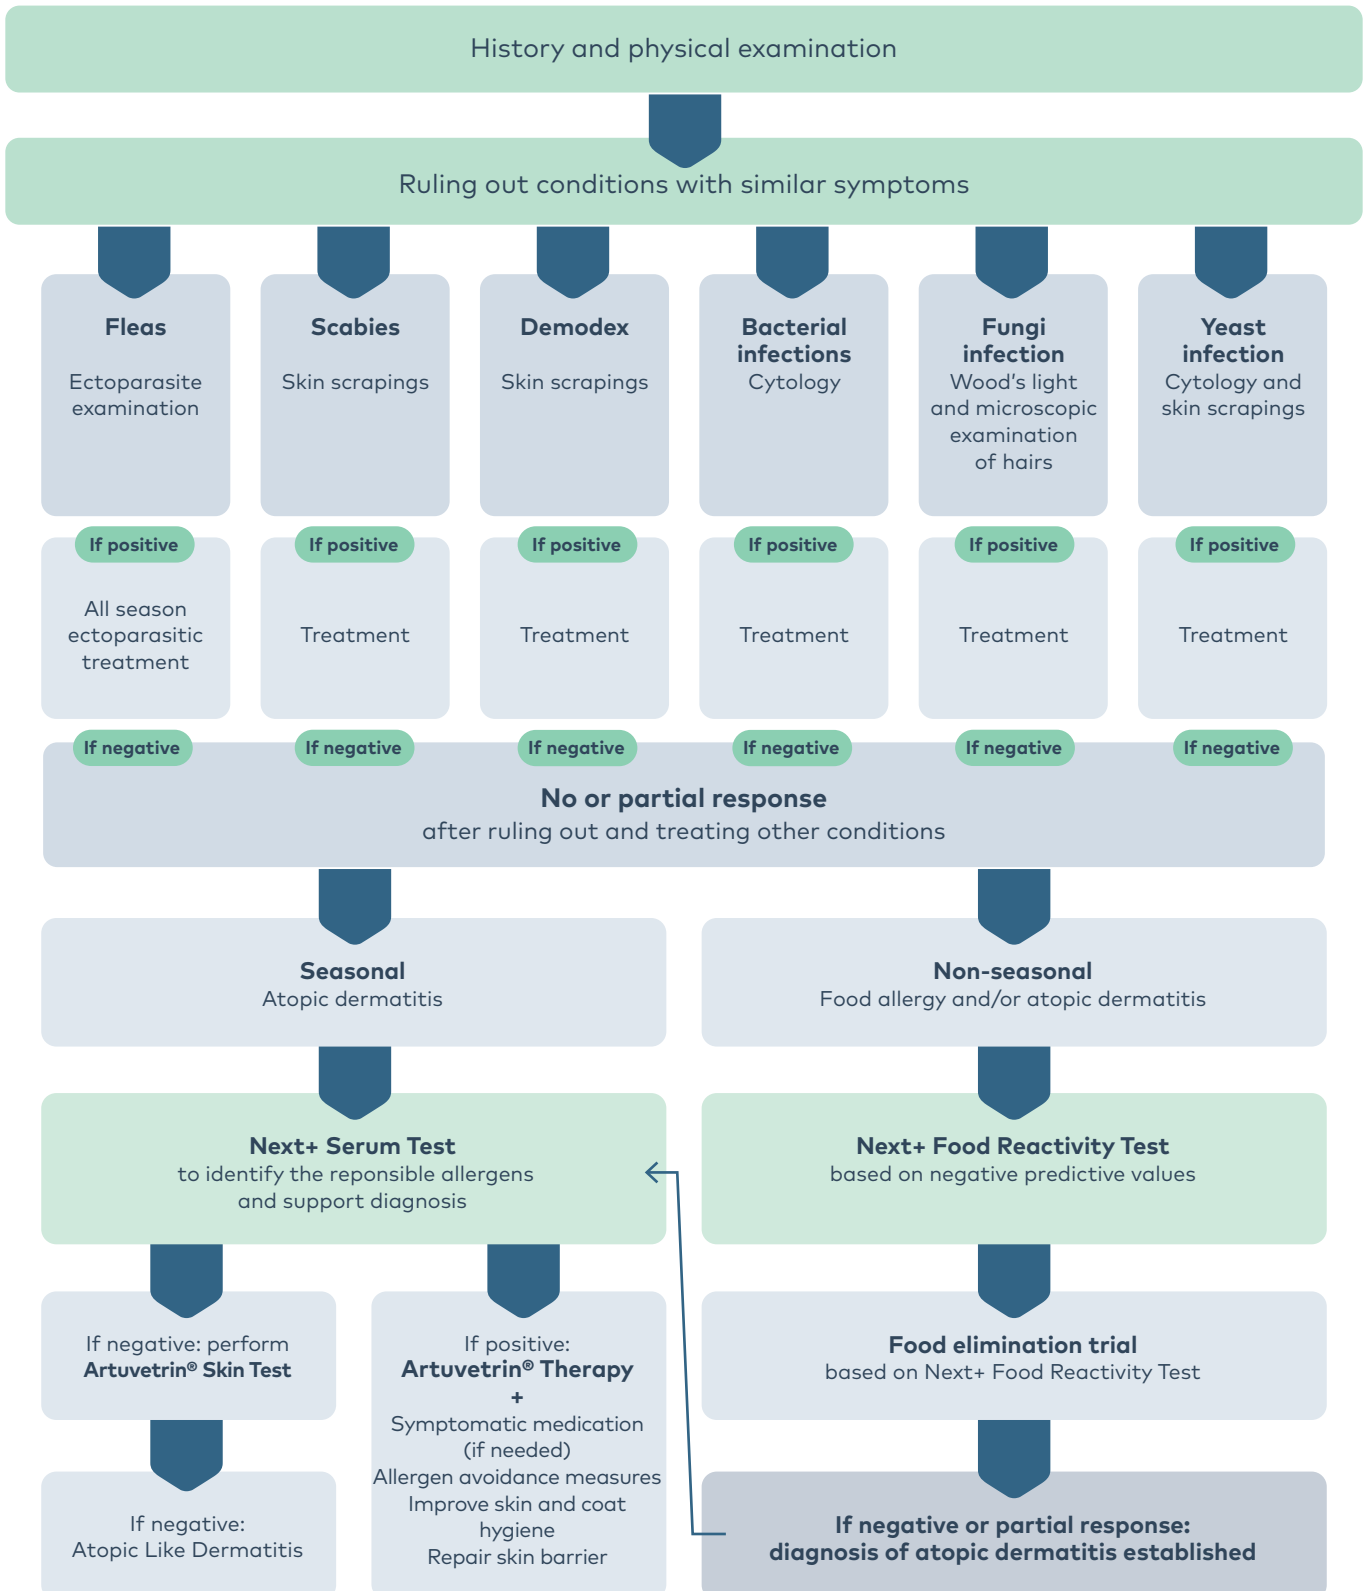 History and physical examination
Ruling out conditions with similar symptoms
Fleas
Ectoparasite
examination
Scabies
Skin scrapings
Demodex
Skin scrapings
Bacterial
infections
Cytology
Fungi
infection
Wood's light
and microscopic
examination
of hairs
Yeast
infection
Cytology and
skin scrapings
If positive
If positive
If positive
If positive
If positive
If positive
All season
ectoparasitic
treatment
Treatment
Treatment
Treatment
Treatment
Treatment
If negative
If negative
If negative
If negative
If negative
If negative
No or partial response
after ruling out and treating other conditions
Seasonal
Atopic dermatitis
Non-seasonal
Food allergy and/or atopic dermatitis
Next+ Serum Test
to identify the reponsible allergens
and support diagnosis
Next+ Food Reactivity Test
based on negative predictive values
If negative: perform
Artuvetrin® Skin Test
If positive:
Artuvetrin® Therapy
+
Symptomatic medication
(if needed)
Allergen avoidance measures
Improve skin and coat
hygiene
Repair skin barrier
Food elimination trial
based on Next+ Food Reactivity Test
If negative:
Atopic Like Dermatitis
If negative or partial response:
diagnosis of atopic dermatitis established